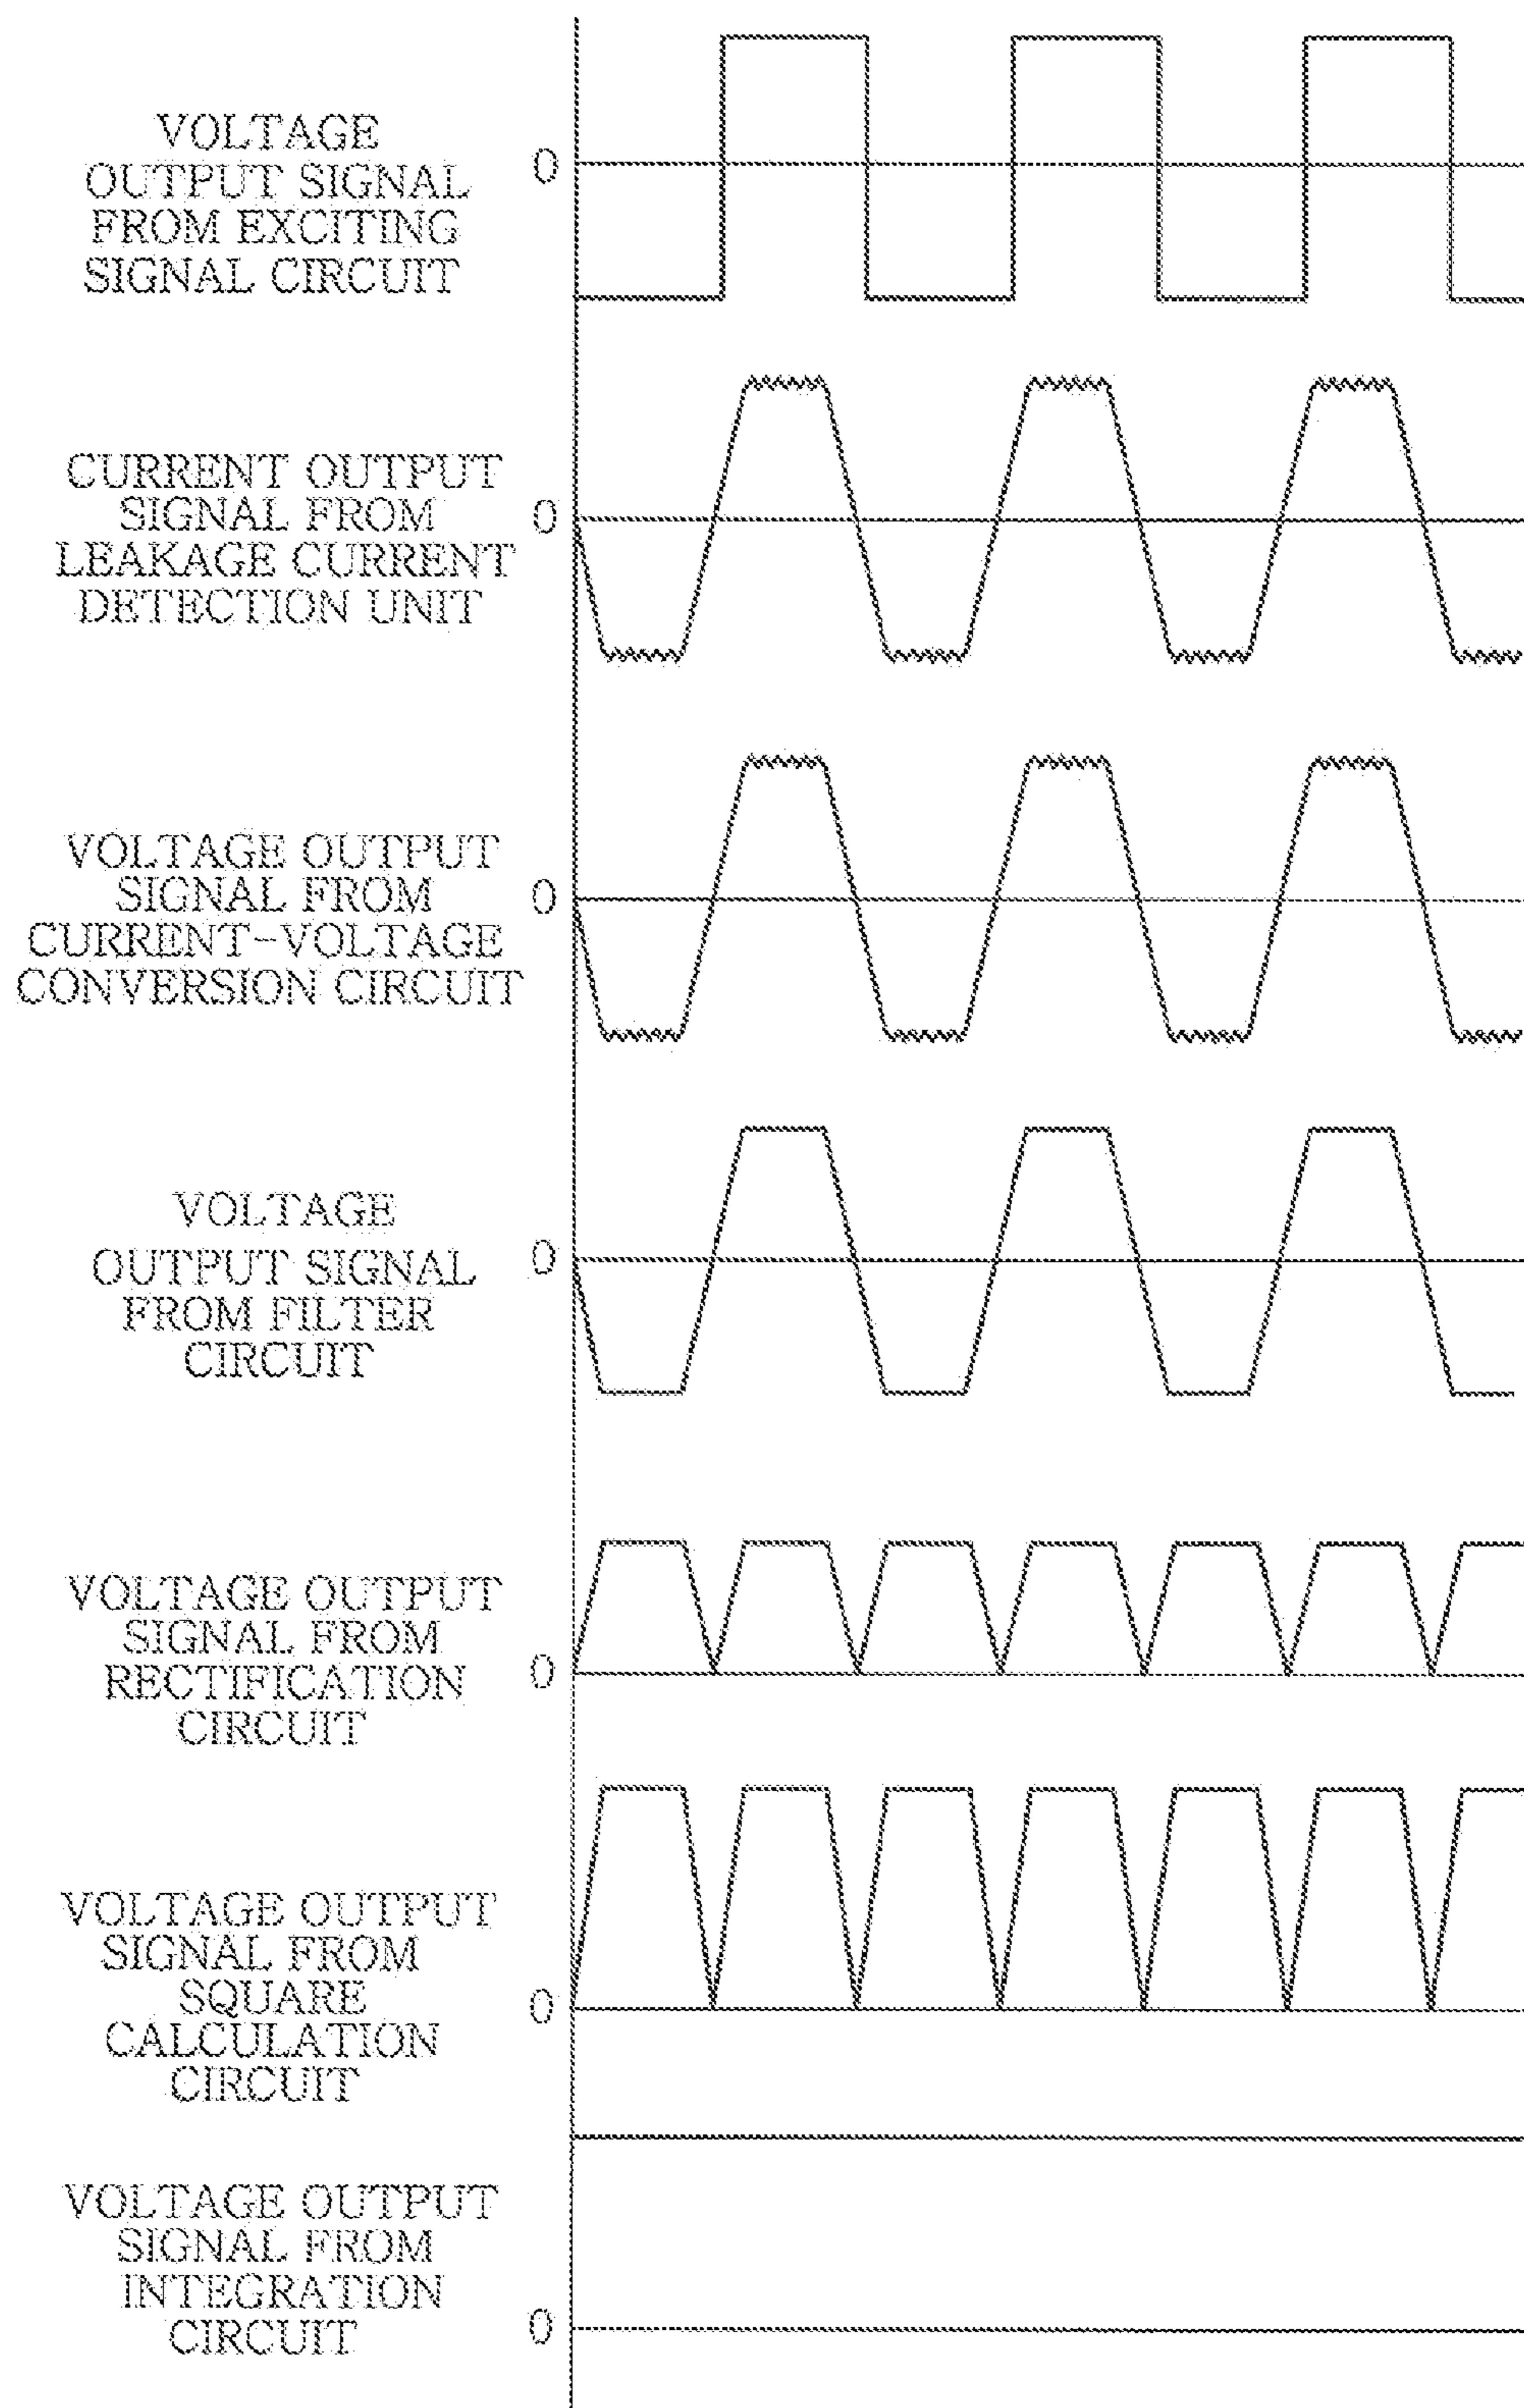 VOLTAGE
OUTPUT SIGNAL
FROM EXCITING
SIGNAL CIRCUIT
0
CURRENT OUTPUT
SIGNAL FROM
LEAKAGE CURRENT
DETECTION UNIT
0
VOLTAGE OUTPUT
SIGNAL FROM
CURRENT-VOLTAGE
CONVERSION CIRCUIT
0
VOLTAGE
OUTPUT SIGNAL
FROM FILTER
CIRCUIT
0
VOLTAGE OUTPUT
SIGNAL FROM
RECTIFICATION
CIRCUIT
0
VOLTAGE OUTPUT
SIGNAL FROM
SQUARE
CALCULATION
CIRCUIT
0
VOLTAGE OUTPUT
SIGNAL FROM
INTEGRATION
CIRCUIT
0